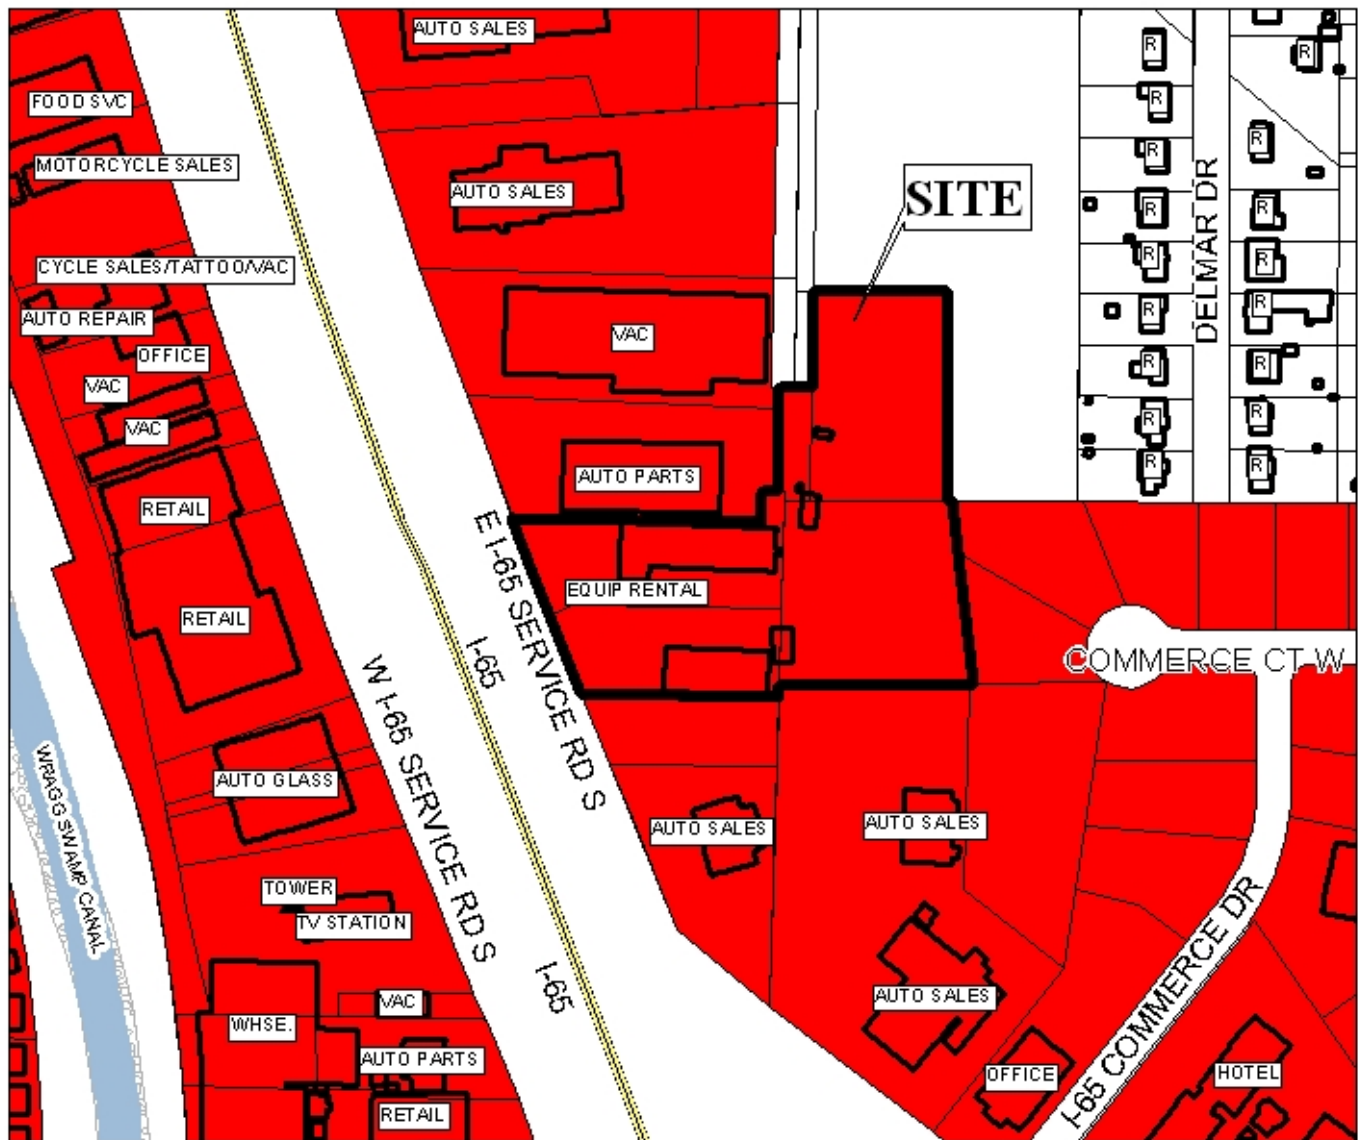 AUTO SALES
R
R
FOOD SVC
R
R
MOTORCYCLE SALES
R
AUTO SALES
SITE
R
R
DELMAR DR
CYCLE SALES/TATTOO/VAC
R
R
AUTO REPAIR
R
R
VAC
OFFICE
R
R
VAC
R
R
VAC
R
R
AUTO PARTS
RETAIL
E I-65 SERVICE RD S
EQUIP RENTAL
RETAIL
I-65
COMMERCE CT W
W I-65 SERVICE RD S
WRAGG SWAMP CANAL
AUTO GLASS
AUTO SALES
AUTO SALES
TOWER
TV STATION
I-65
AUTO SALES
VAC
WHSE.
I-65 COMMERCE DR
AUTO PARTS
OFFICE
HOTEL
RETAIL